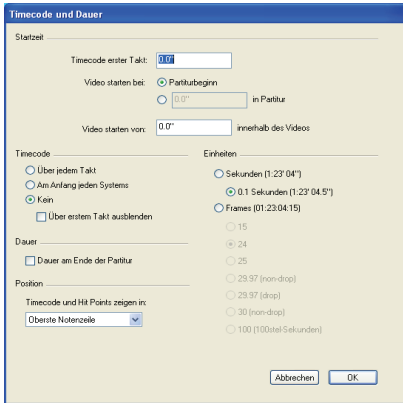 Timecode und Dauer
Startzeit
Timecode erster Takt: 0.0"
Video starten bei: Partiturbeginn
0.0" in Partitur
Video starten von: 0.0" innerhalb des Videos
Timecode
Über jedem Takt
Am Anfang jeden Systems
Kein
Über erstem Takt ausblenden
Dauer
Dauer am Ende der Partitur
Position
Timecode und Hit Points zeigen in:
Oberste Notenzeile
Einheiten
Sekunden (1:23' 04")
0.1 Sekunden (1:23' 04.5")
Frames (01:23:04:15)
15
24
25
29.97 (non-drop)
29.97 (drop)
30 (non-drop)
100 (100stel-Sekunden)
Abbrechen OK